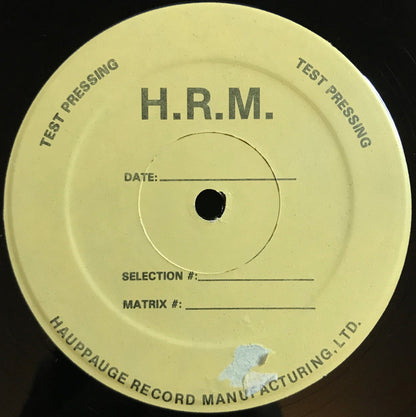 TEST PRESSING
TEST PRESSING
H.R.M.
DATE:
SELECTION #:
MATRIX #:
HAUPPAUGE RECORD MANUFACTURING, LTD.